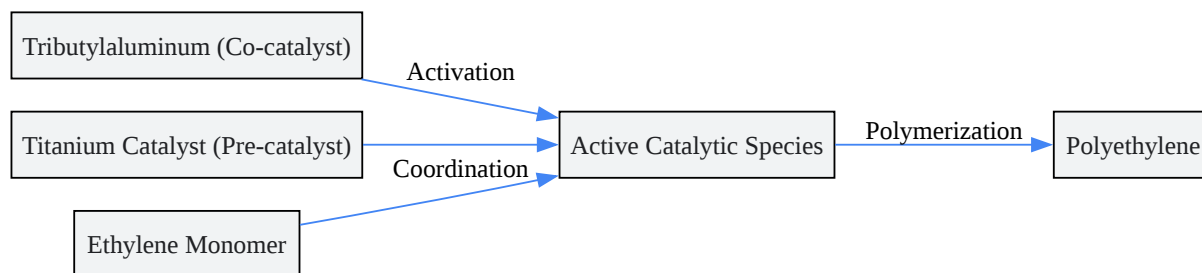 Tributylaluminum (Co-catalyst)
Activation
Titanium Catalyst (Pre-catalyst)
Coordination
Ethylene Monomer
Active Catalytic Species
Polymerization
Polyethylene